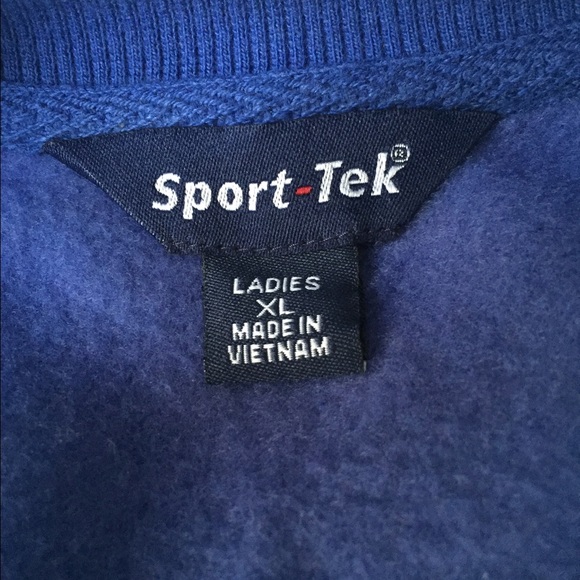 Sport-Tek®
LADIES
XL
MADE IN
VIETNAM